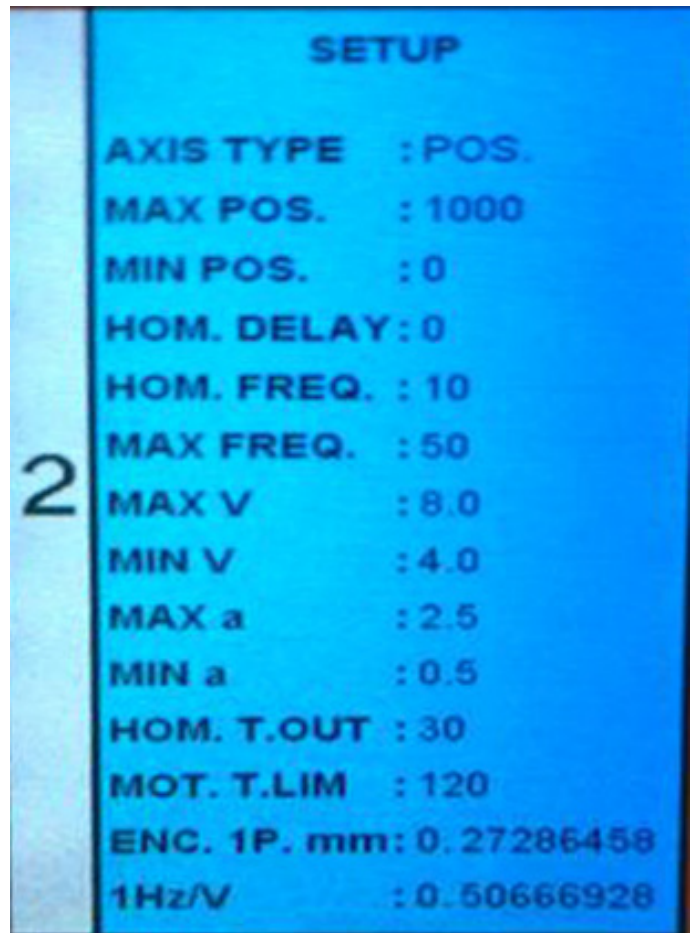 SETUP
AXIS TYPE : POS.
MAX POS. : 1000
MIN POS. : 0
HOM. DELAY : 0
HOM. FREQ. : 10
MAX FREQ. : 50
2
MAX V : 8.0
MIN V : 4.0
MAX a : 2.5
MIN a : 0.5
HOM. T.OUT : 30
MOT. T.LIM : 120
ENC. 1P. mm: 0.27286458
1Hz/V : 0.50666928